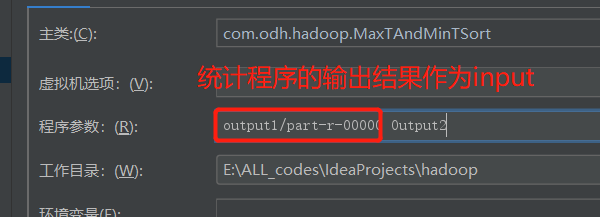 主类:(C):
com.odh.hadoop.MaxTAndMinTSort
统计程序的输出结果作为input
虚拟机选项: (V):
程序参数: (R):
output1/part-r-00000 Output2
工作目录: (W):
E:\ALL_codes\IdeaProjects\hadoop
环境变量(E):